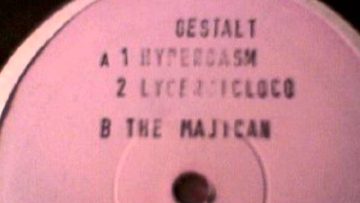 GESTALT
A 1 HYPERGASM
2
B THE MAJICAN